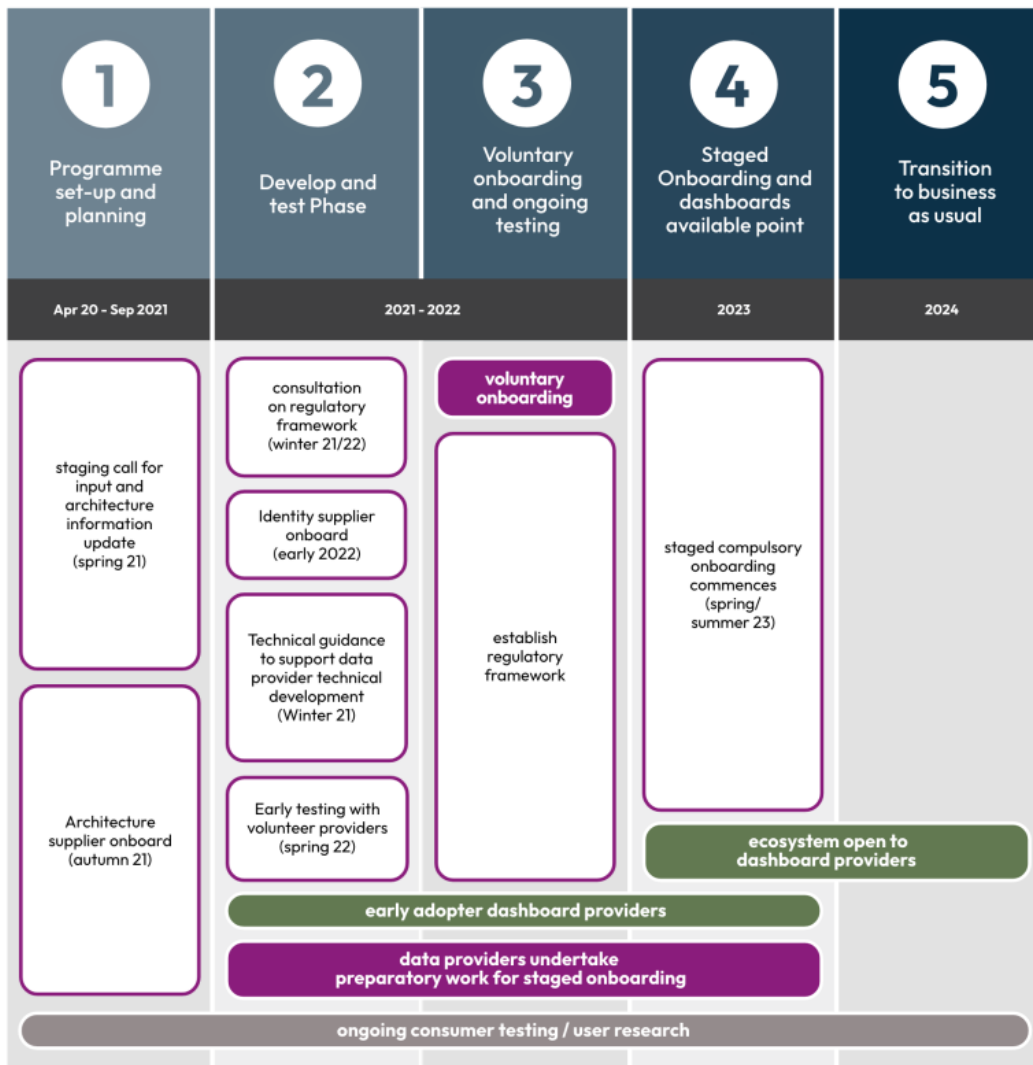 1
Programme
set-up and
planning
2
Develop and
test Phase
3
Voluntary
onboarding
and ongoing
testing
4
Staged
Onboarding and
dashboards
available point
5
Transition
to business
as usual
Apr 20 - Sep 2021
2021 - 2022
2023
2024
staging call for
input and
architecture
information
update
(spring 21)
Architecture
supplier onboard
(autumn 21)
consultation
on regulatory
framework
(winter 21/22)
Identity supplier
onboard
(early 2022)
Technical guidance
to support data
provider technical
development
(Winter 21)
Early testing with
volunteer providers
(spring 22)
voluntary
onboarding
establish
regulatory
framework
staged compulsory
onboarding
commences
(spring/
summer 23)
ecosystem open to
dashboard providers
early adopter dashboard providers
data providers undertake
preparatory work for staged onboarding
ongoing consumer testing / user research